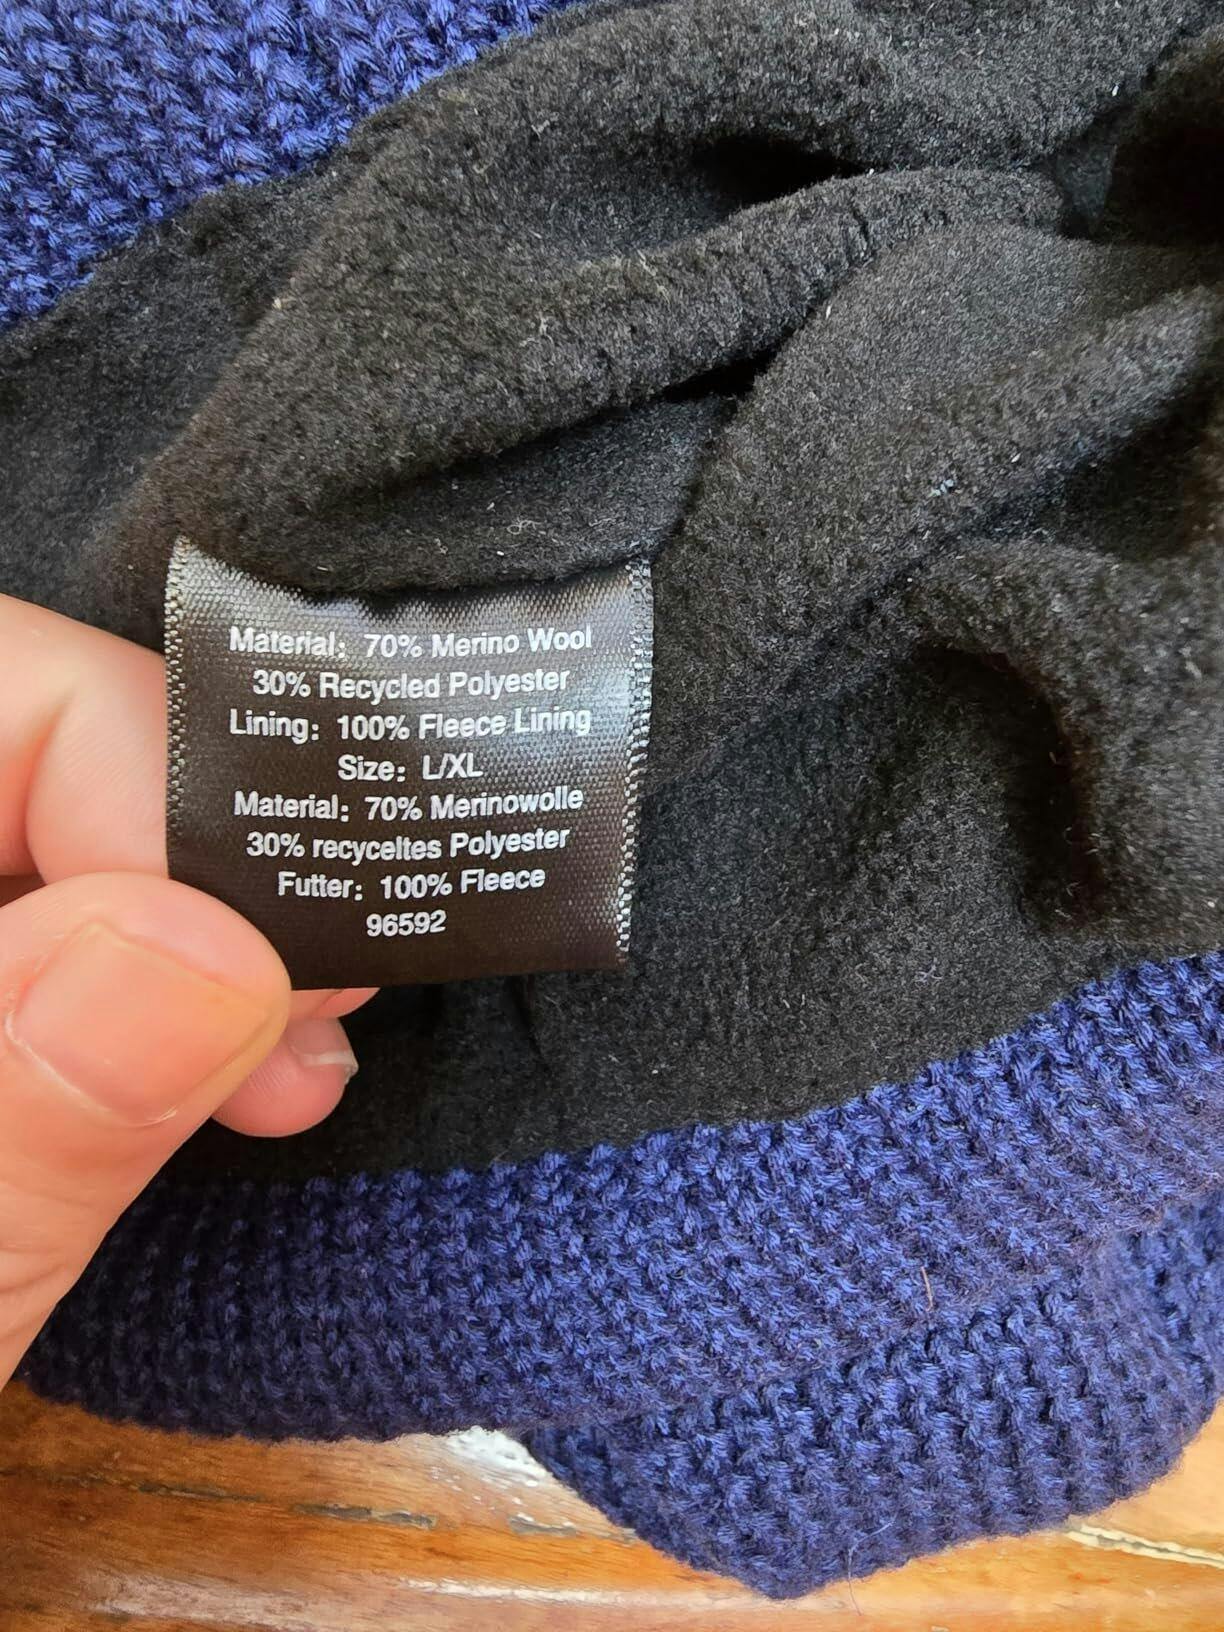 Material: 70% Merino Wool
30% Recycled Polyester
Lining: 100% Fleece Lining
Size: L/XL
Material: 70% Merinowolle
30% recyceltes Polyester
Futter: 100% Fleece
96592